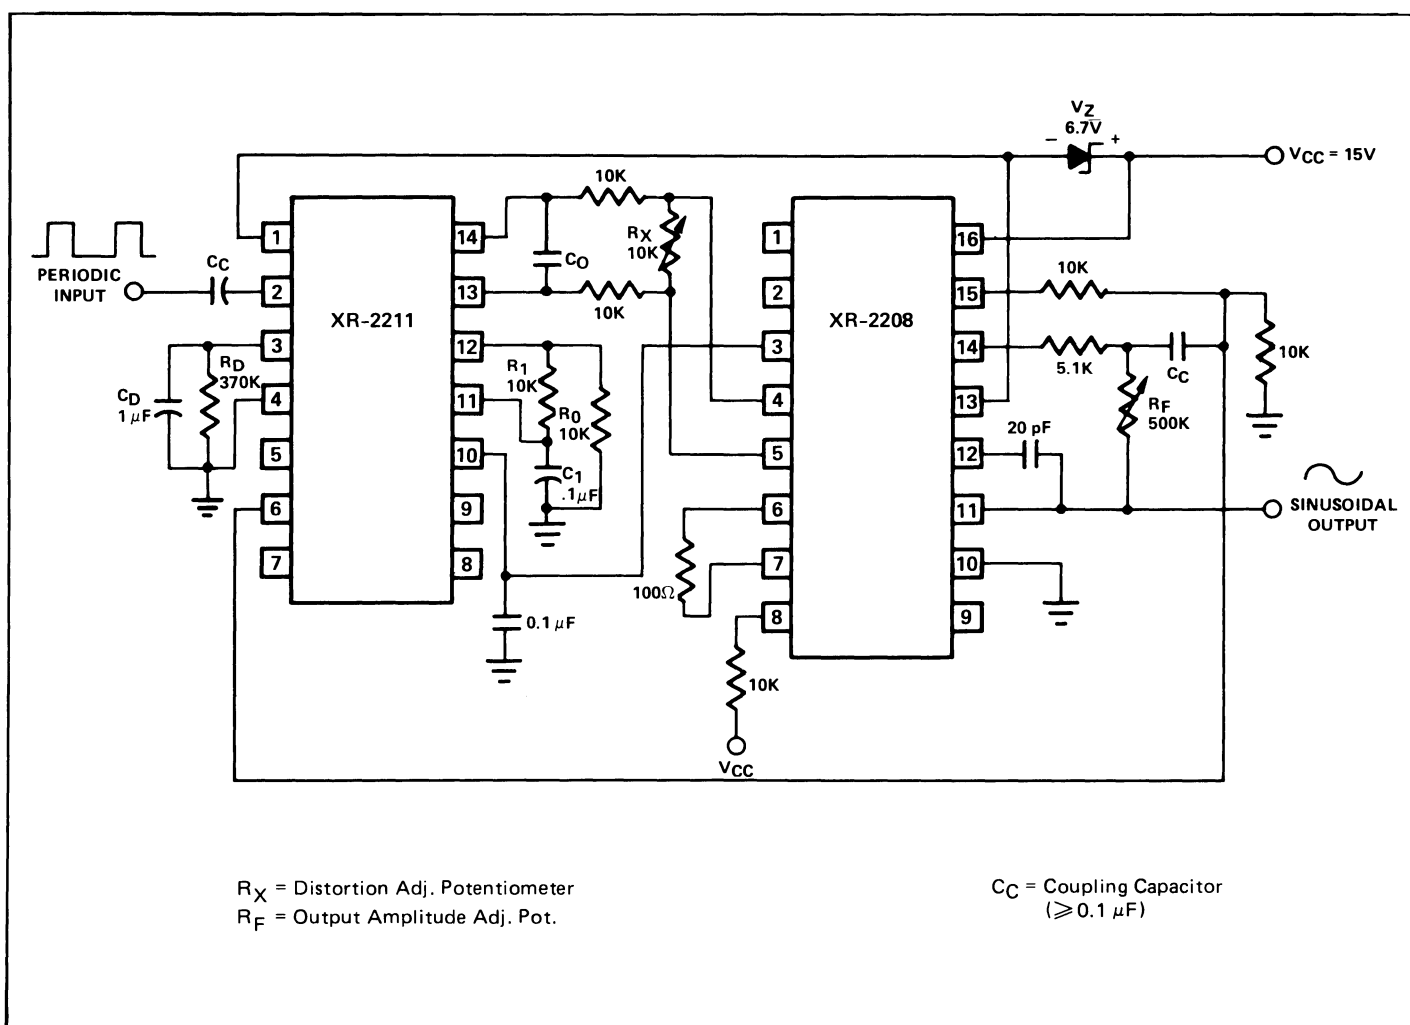 VZ
6.7V
- +
VCC = 15V
10K
1
14
RX
10K
CO
1
16
PERIODIC
INPUT
CC
2
13
10K
2
15
10K
XR-2211
XR-2208
3
12
3
14
5.1K
CC
10K
RD
370K
R1
10K
CD
1 μF
4
11
R0
10K
4
13
RF
500K
20 pF
5
10
5
12
C1
.1μF
6
9
6
11
SINUSOIDAL
OUTPUT
7
8
100Ω
7
10
0.1 μF
8
9
10K
VCC
RX = Distortion Adj. Potentiometer
RF = Output Amplitude Adj. Pot.
CC = Coupling Capacitor
(⩾0.1 μF)